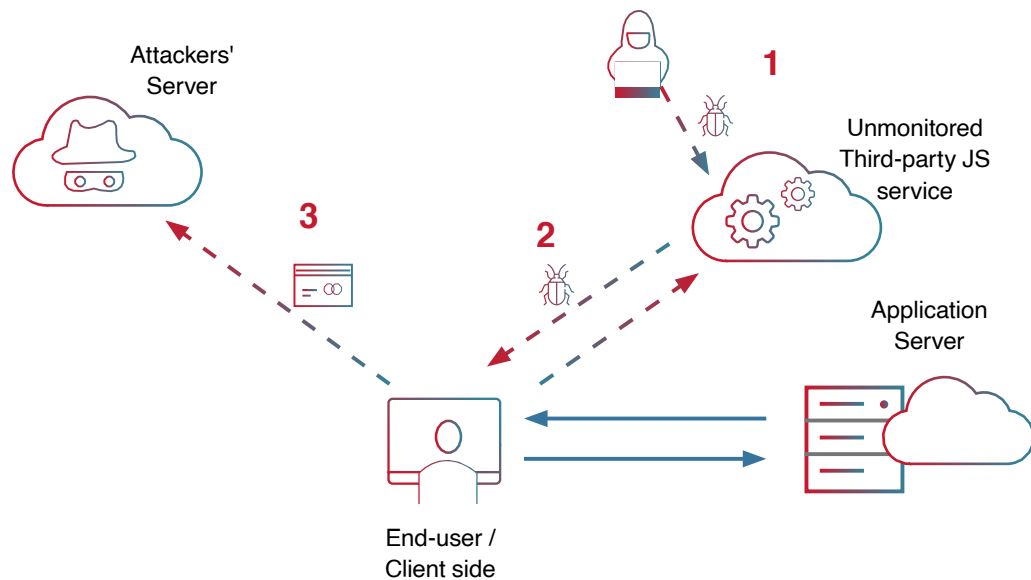 Attackers'
Server
1
Unmonitored
Third-party JS
service
3
2
Application
Server
End-user /
Client side